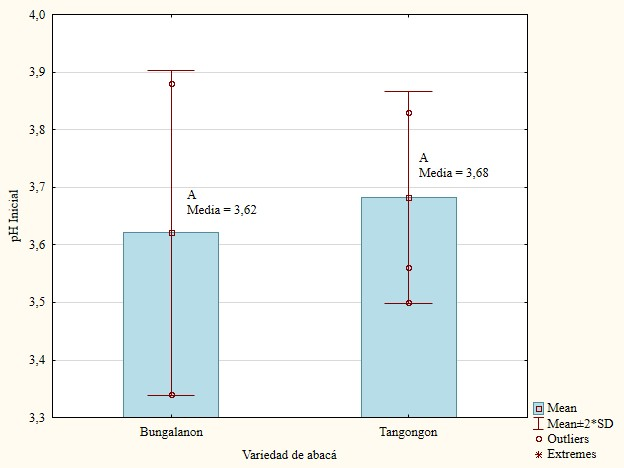 4,0
3,9
3,8
3,7
3,6
3,5
3,4
3,3
pH Inicial
A
Media = 3,62
A
Media = 3,68
Bungalanon
Tangongon
Variedad de abacá
Mean
Mean±2*SD
Outliers
Extremes